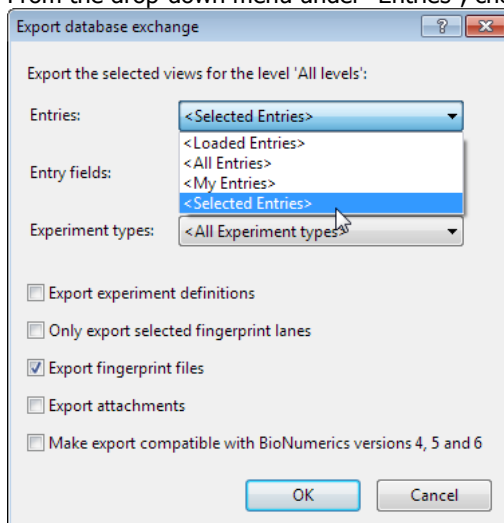 From the drop-down menu under "Entries", cho
Export database exchange
Export the selected views for the level 'All levels':
Entries: <Selected Entries>
<Loaded Entries>
<All Entries>
Entry fields: <My Entries>
<Selected Entries>
Experiment types: <All Experiment types>
Export experiment definitions
Only export selected fingerprint lanes
Export fingerprint files
Export attachments
Make export compatible with BioNumerics versions 4, 5 and 6
OK Cancel